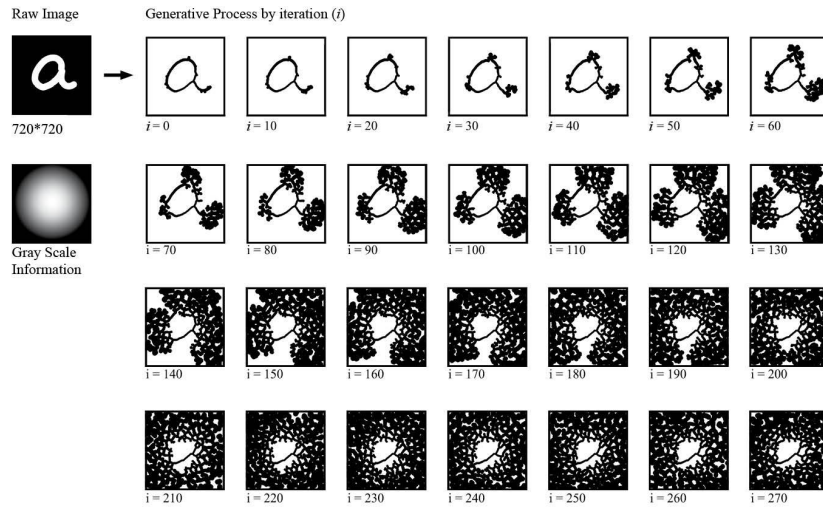 Raw Image
Generative Process by iteration (i)
a
720*720
i = 0
i = 10
i = 20
i = 30
i = 40
i = 50
i = 60
Gray Scale
Information
i = 70
i = 80
i = 90
i = 100
i = 110
i = 120
i = 130
i = 140
i = 150
i = 160
i = 170
i = 180
i = 190
i = 200
i = 210
i = 220
i = 230
i = 240
i = 250
i = 260
i = 270